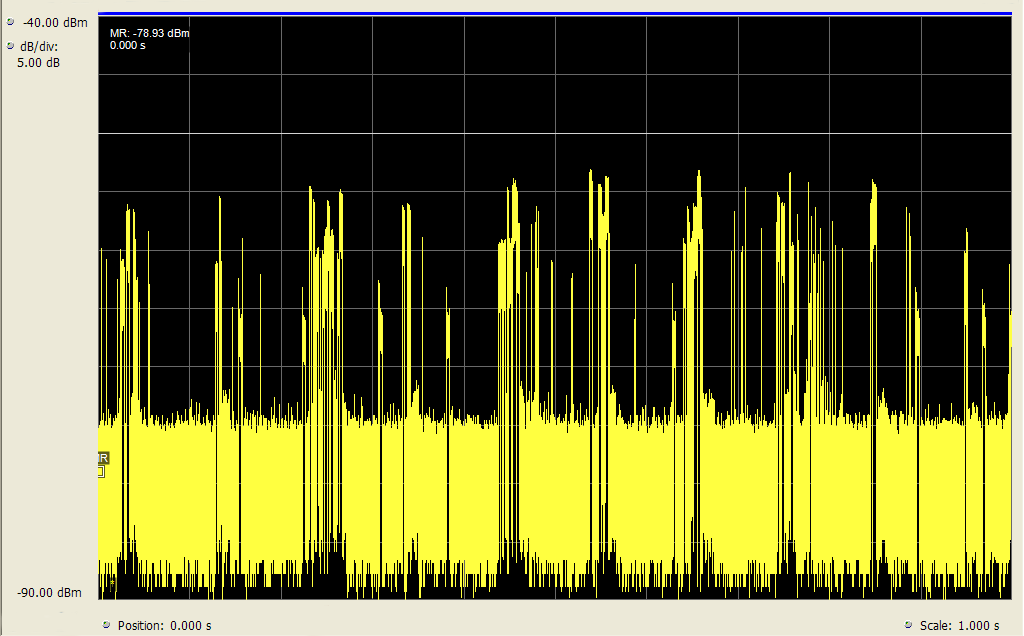 -40.00 dBm
dB/div:
5.00 dB
MR: -78.93 dBm
0.000 s
MR
-90.00 dBm
Position: 0.000 s
Scale: 1.000 s